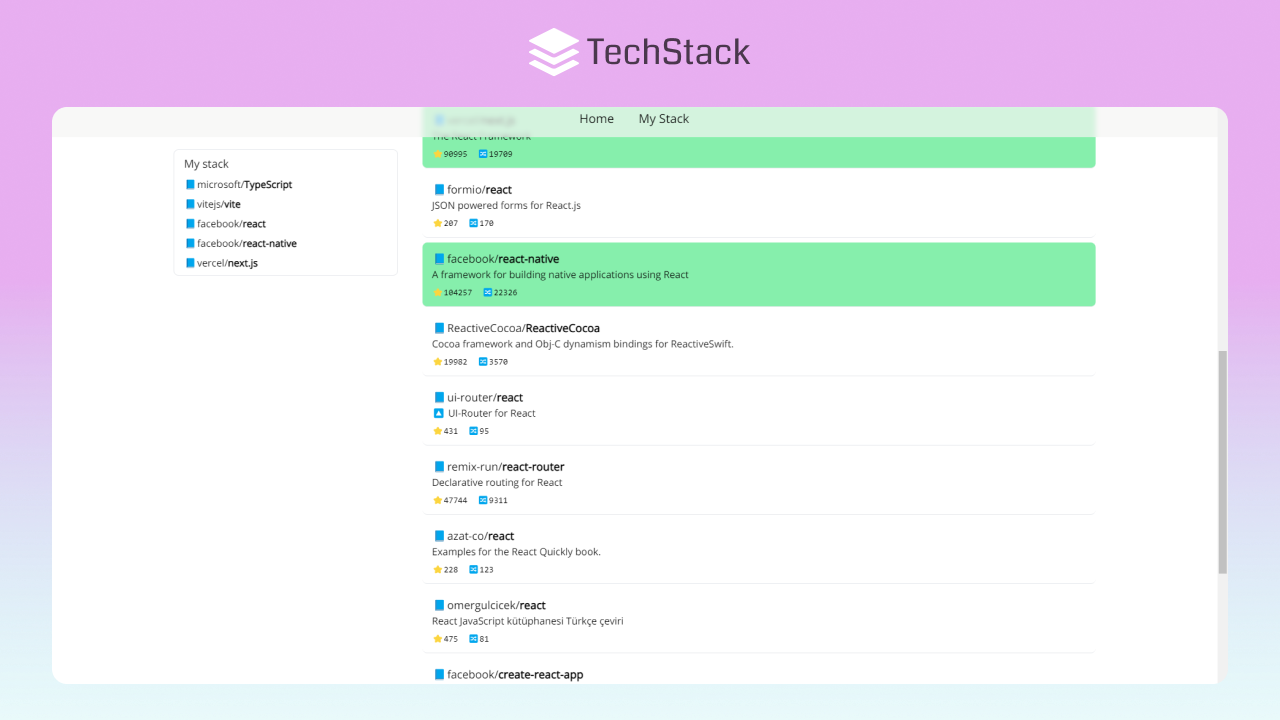 TechStack
Home My Stack
My stack
microsoft/TypeScript
vitejs/vite
facebook/react
facebook/react-native
vercel/next.js
The React Framework
90995 19709
formio/react
JSON powered forms for React.js
207 170
facebook/react-native
A framework for building native applications using React
104257 22326
ReactiveCocoa/ReactiveCocoa
Cocoa framework and Obj-C dynamism bindings for ReactiveSwift.
19982 3570
ui-router/react
🔼 UI-Router for React
431 95
remix-run/react-router
Declarative routing for React
47744 9311
azat-co/react
Examples for the React Quickly book.
228 123
omergulcicek/react
React JavaScript kütüphanesi Türkçe çeviri
475 81
facebook/create-react-app